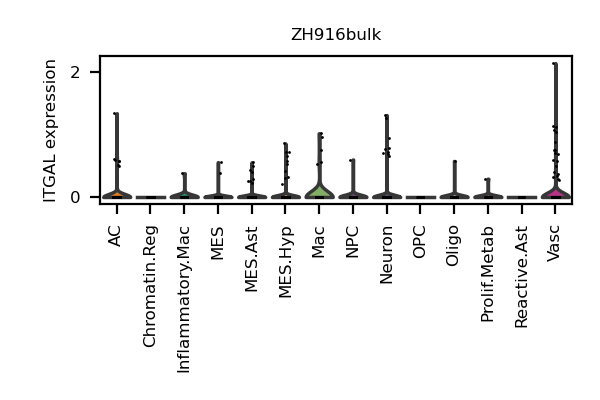 ZH916bulk
ITGAL expression
2
0
AC
Chromatin.Reg
Inflammatory.Mac
MES
MES.Ast
MES.Hyp
Mac
NPC
Neuron
OPC
Oligo
Prolif.Metab
Reactive.Ast
Vasc